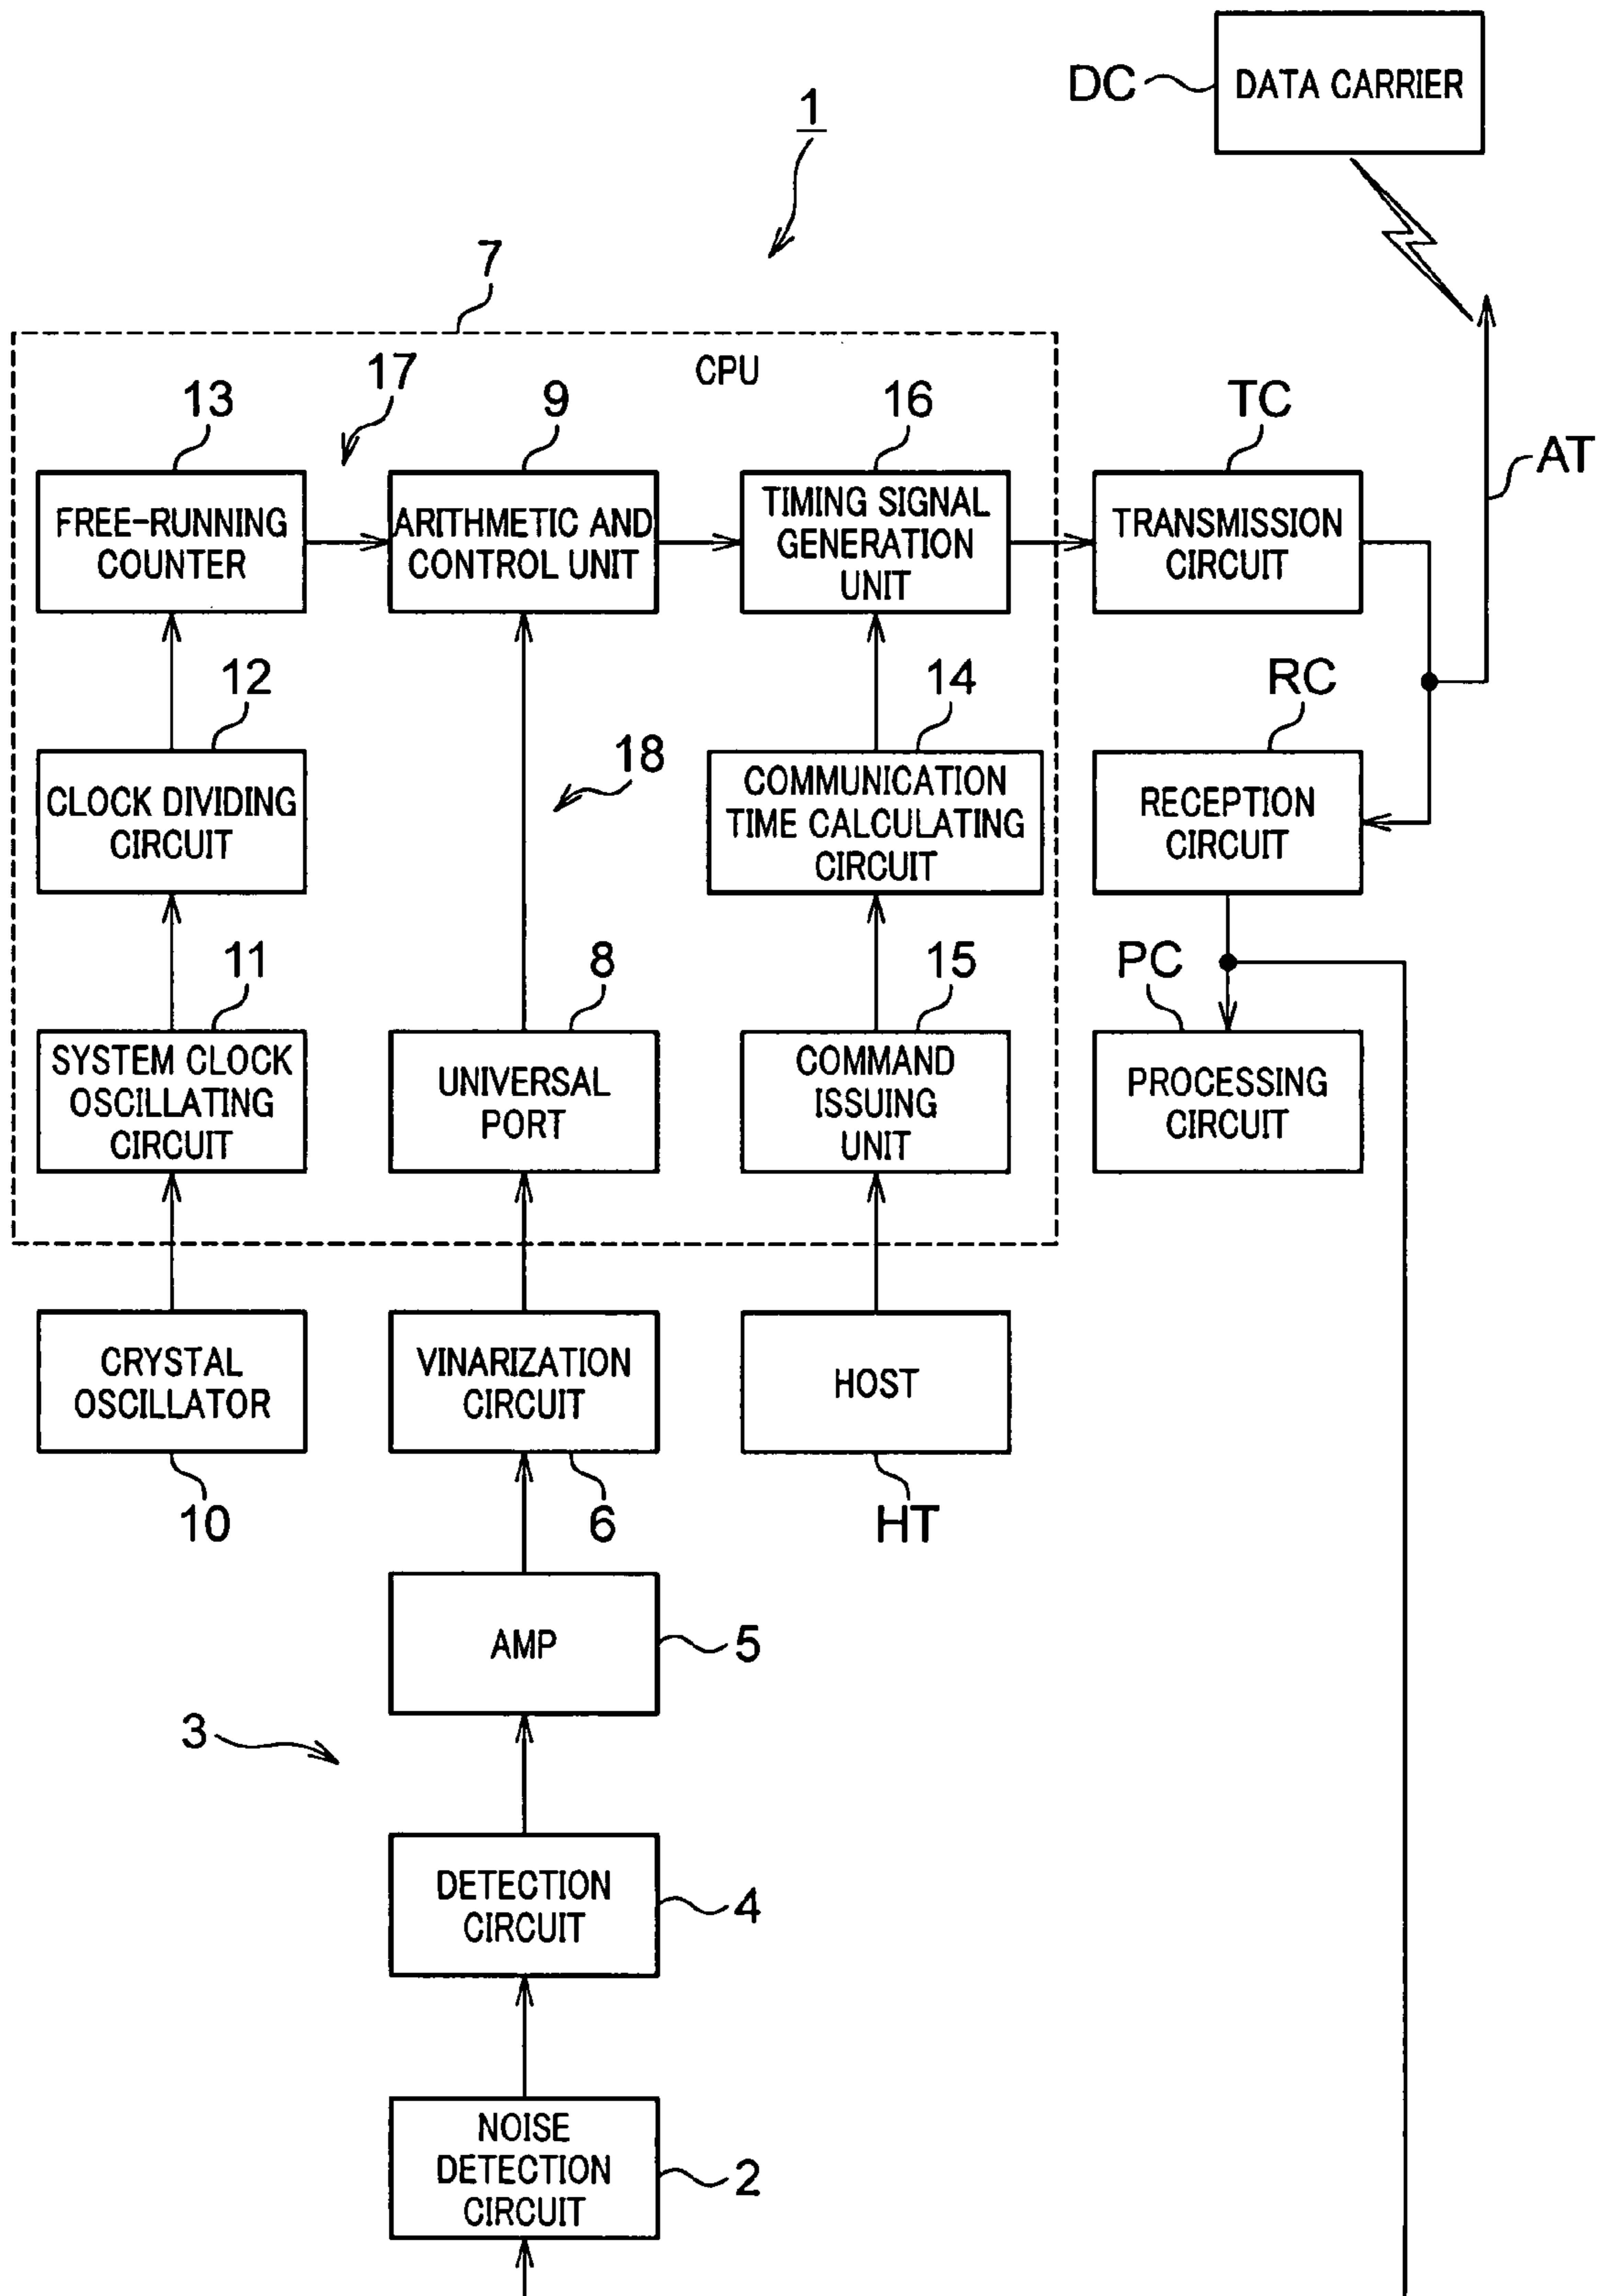 DC
DATA CARRIER
1
7
CPU
17
13
9
16
TC
AT
FREE-RUNNING
COUNTER
ARITHMETIC AND
CONTROL UNIT
TIMING SIGNAL
GENERATION
UNIT
TRANSMISSION
CIRCUIT
12
18
14
RC
CLOCK DIVIDING
CIRCUIT
COMMUNICATION
TIME CALCULATING
CIRCUIT
RECEPTION
CIRCUIT
11
8
15
PC
SYSTEM CLOCK
OSCILLATING
CIRCUIT
UNIVERSAL
PORT
COMMAND
ISSUING
UNIT
PROCESSING
CIRCUIT
CRYSTAL
OSCILLATOR
VINARIZATION
CIRCUIT
HOST
10
6
HT
AMP
5
3
DETECTION
CIRCUIT
4
NOISE
DETECTION
CIRCUIT
2